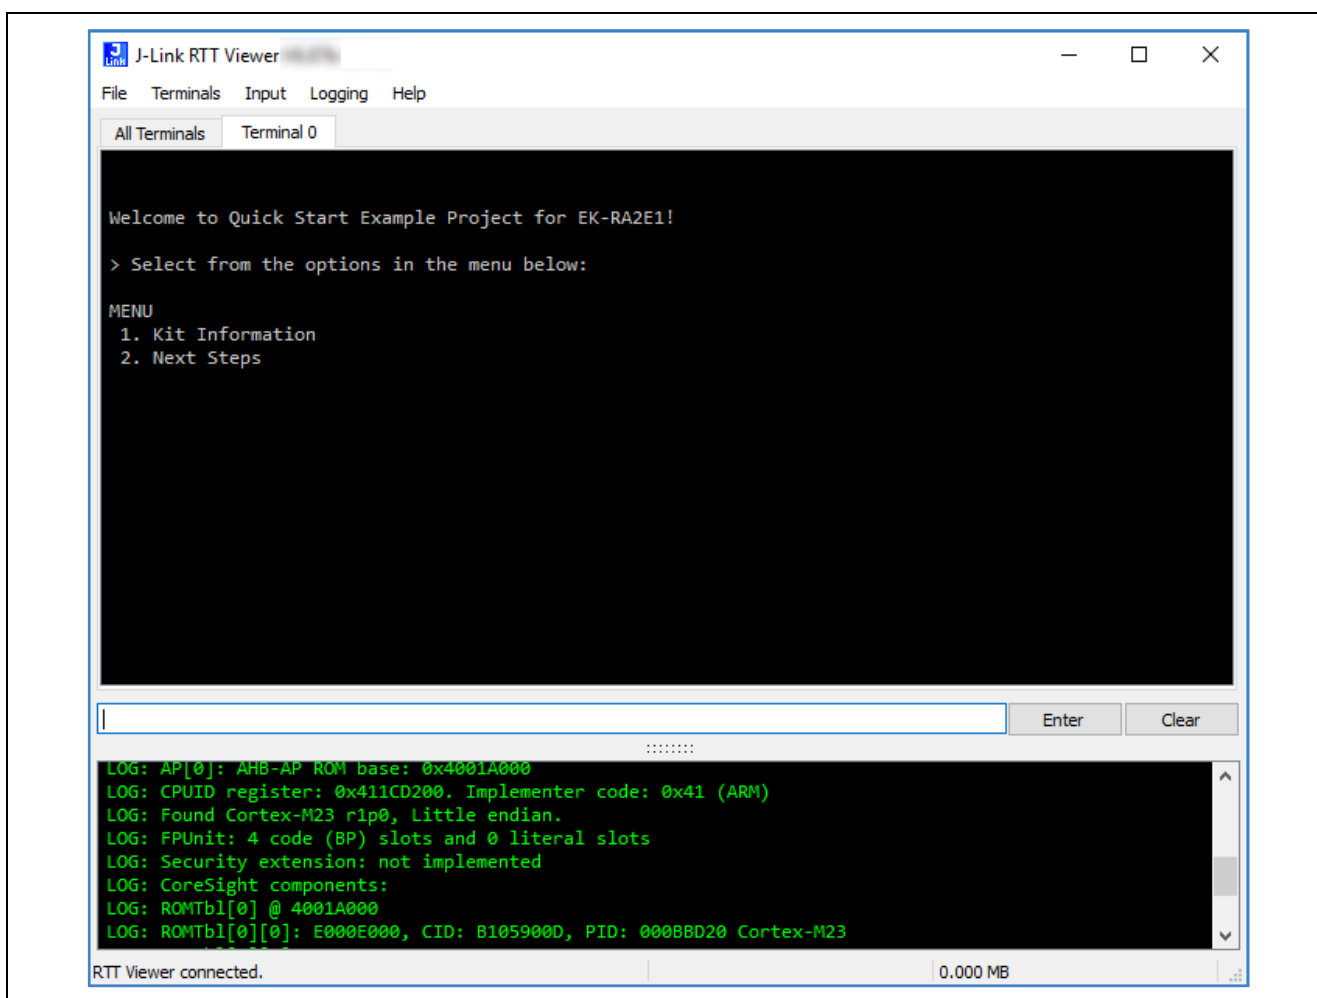 J-Link RTT Viewer
File Terminals Input Logging Help
All Terminals Terminal 0
Welcome to Quick Start Example Project for EK-RA2E1!
> Select from the options in the menu below:
MENU
1. Kit Information
2. Next Steps
Enter Clear
LOG: AP[0]: AHB-AP ROM base: 0x4001A000
LOG: CPUID register: 0x411CD200. Implementer code: 0x41 (ARM)
LOG: Found Cortex-M23 r1p0, Little endian.
LOG: FPUnit: 4 code (BP) slots and 0 literal slots
LOG: Security extension: not implemented
LOG: CoreSight components:
LOG: ROMTbl[0] @ 4001A000
LOG: ROMTbl[0][0]: E000E000, CID: B105900D, PID: 000BBD20 Cortex-M23
RTT Viewer connected. 0.000 MB